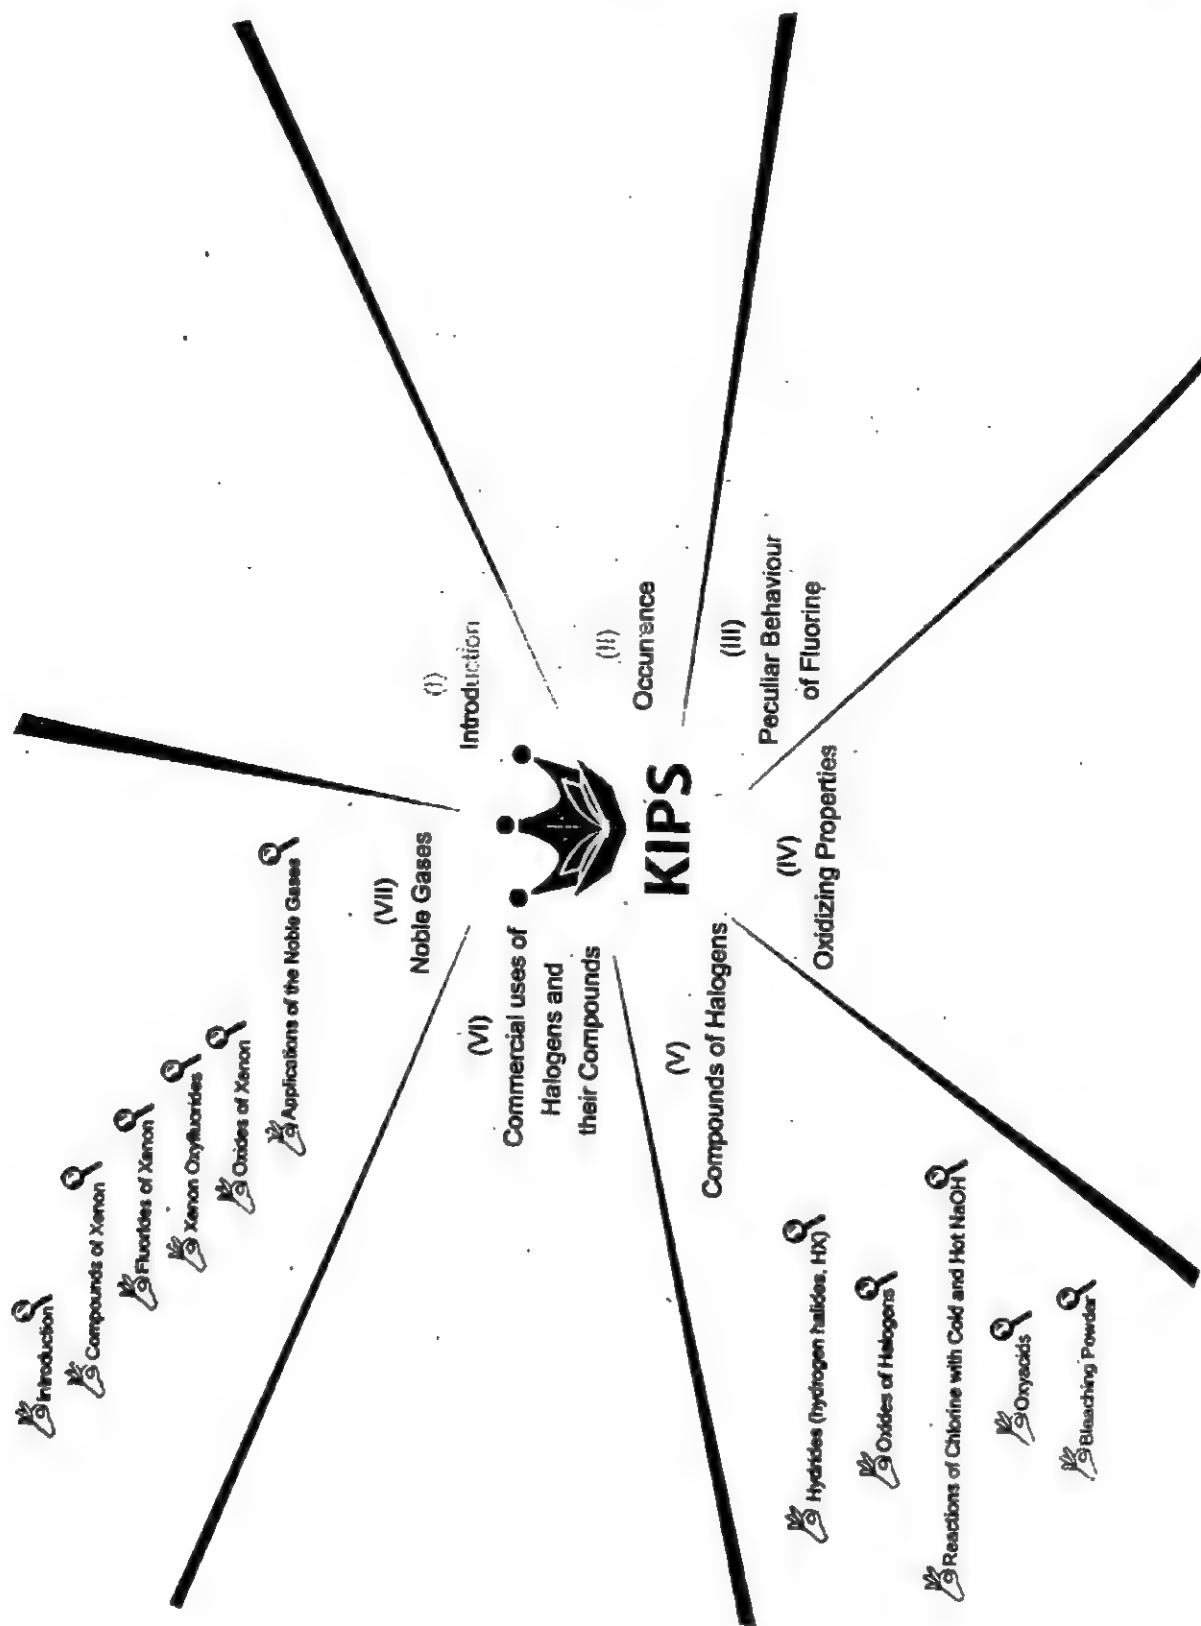 (I)
Introduction
(II)
Occurrence
(III)
Peculiar Behaviour
of Fluorine
(IV)
Oxidizing Properties
(V)
Compounds of Halogens
Hydrides (hydrogen halides, HX)
Oxides of Halogens
Reactions of Chlorine with Cold and Hot NaOH
Oxyacids
Bleaching Powder
(VI)
Commercial uses of
Halogens and
their Compounds
(VII)
Noble Gases
Introduction
Compounds of Xenon
Fluorides of Xenon
Xenon Oxyfluorides
Oxides of Xenon
Applications of the Noble Gases
KIPS